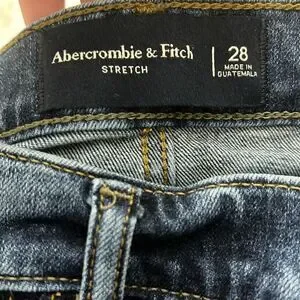 Abercrombie & Fitch
STRETCH
28
MADE IN
GUATEMALA